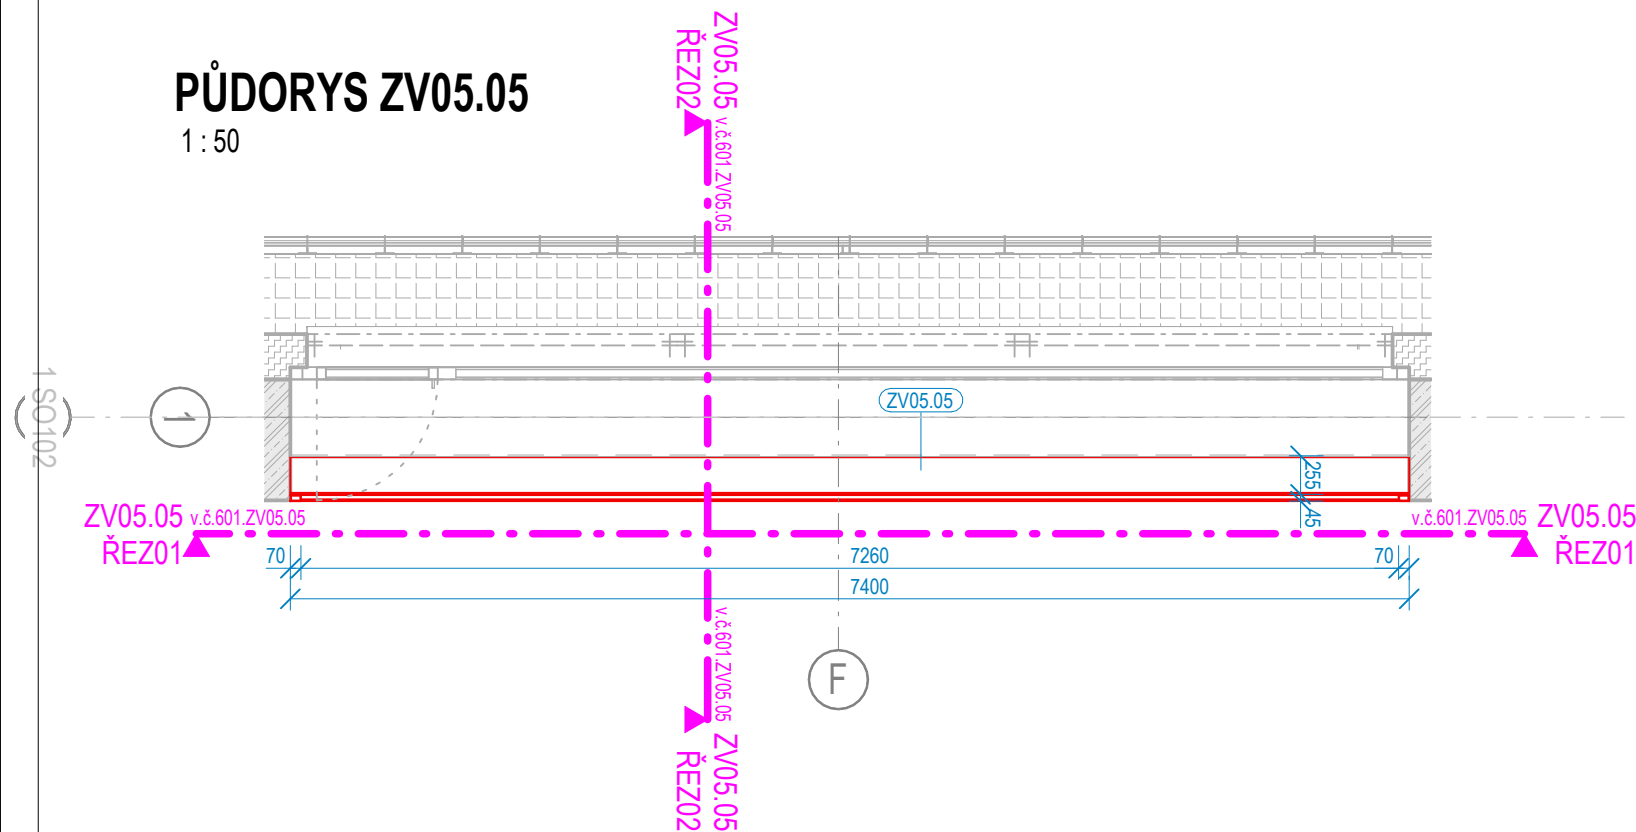 PŮDORYS ZV05.05
1 : 50
ZV05.05
ŘEZ02
v.č.601.ZV05.05
1 SO102
1
ZV05.05
255
45
ZV05.05 v.č.601.ZV05.05
ŘEZ01
v.č.601.ZV05.05 ZV05.05
ŘEZ01
70
7260
70
7400
v.č.601.ZV05.05
F
ZV05.05
ŘEZ02